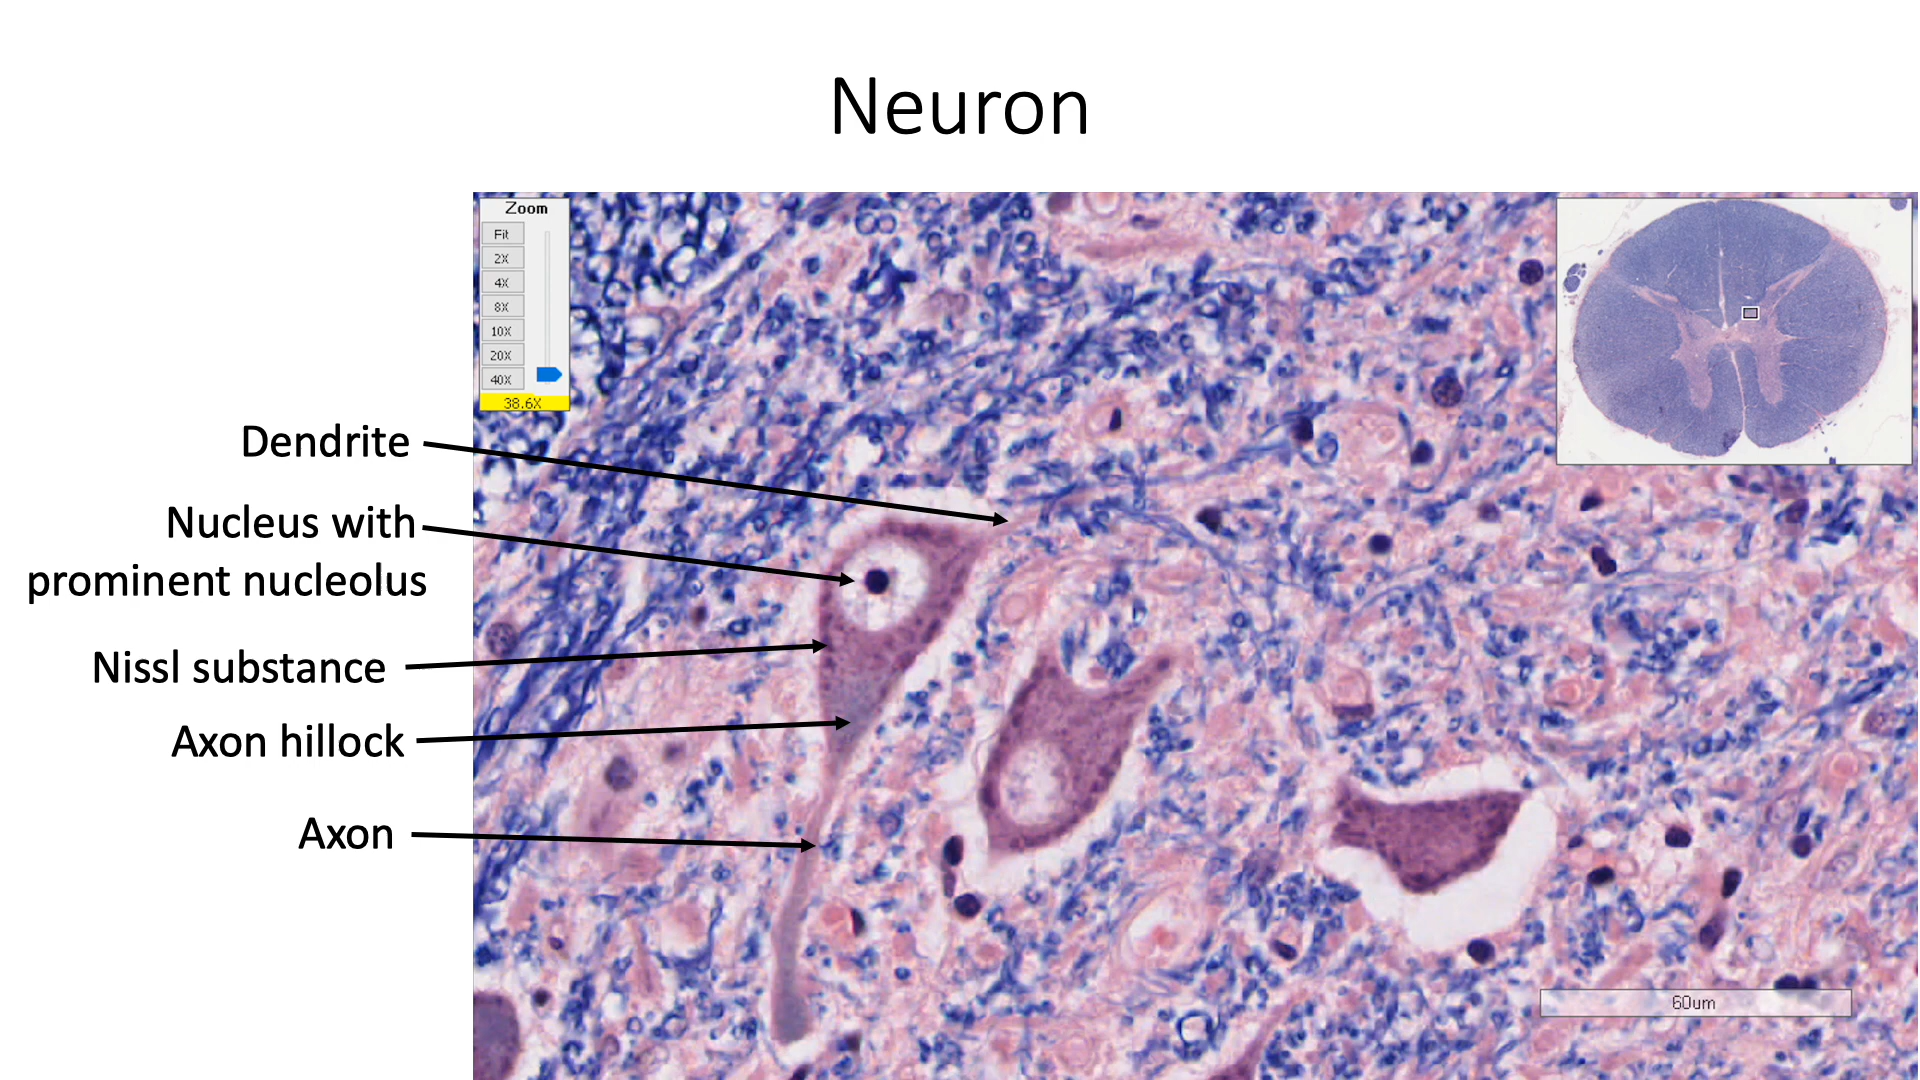 Neuron
Zoom
Fit
2X
4X
8X
10X
20X
40X
38.6X
Dendrite
Nucleus with
prominent nucleolus
Nissl substance
Axon hillock
Axon
60um